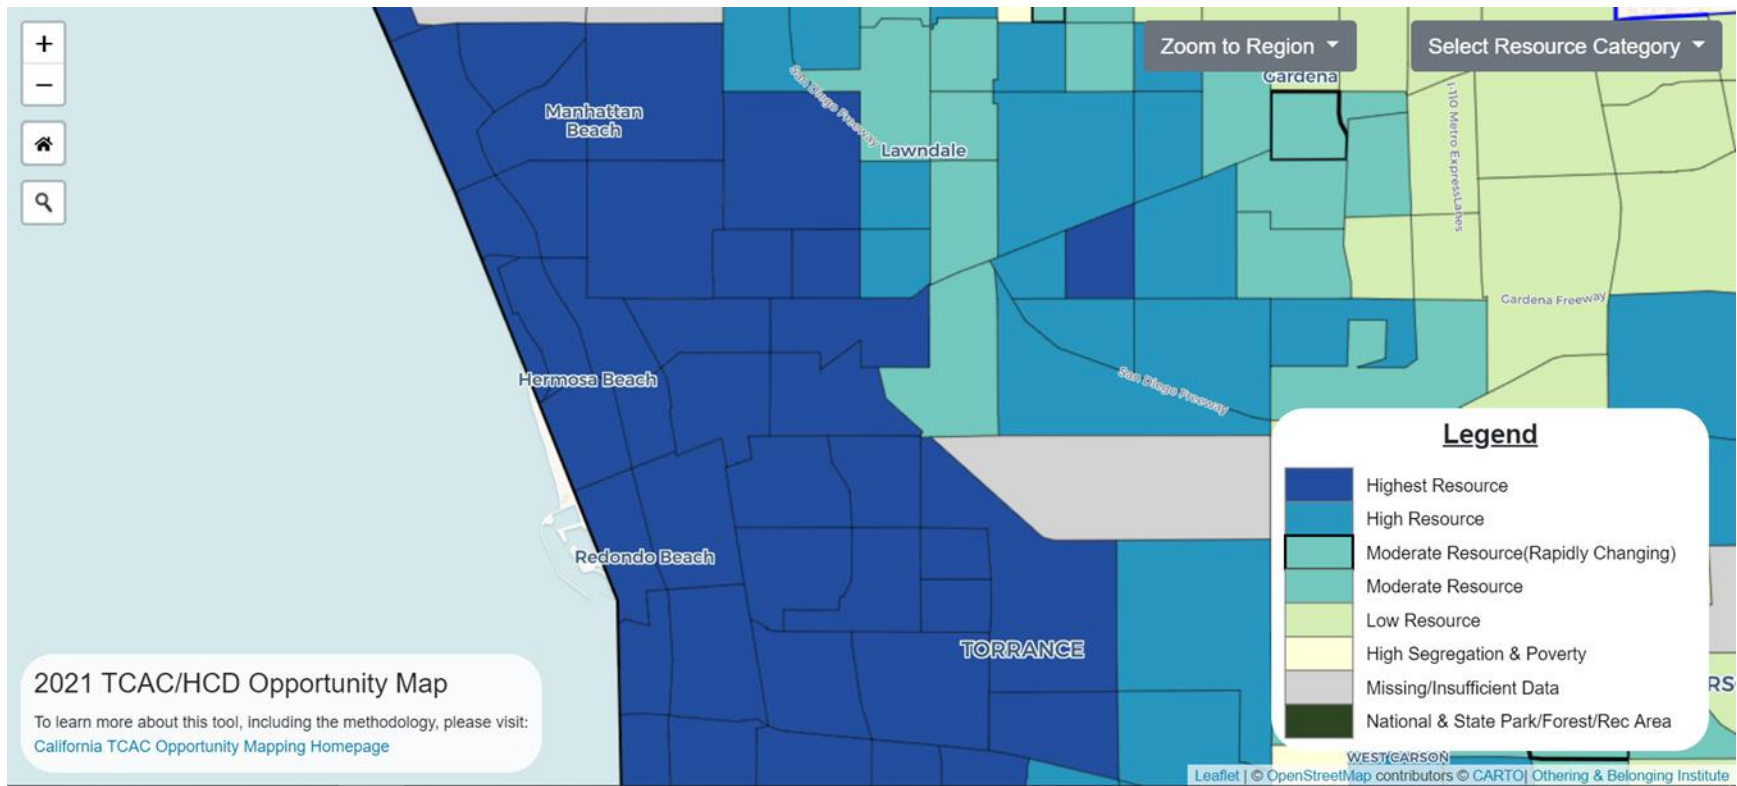 +
−
Zoom to Region
Select Resource Category
Gardena
San Diego Freeway
I-110 Metro ExpressLanes
Manhattan
Beach
Lawndale
Gardena Freeway
Hermosa Beach
San Diego Freeway
Redondo Beach
TORRANCE
Legend
Highest Resource
High Resource
Moderate Resource(Rapidly Changing)
Moderate Resource
Low Resource
High Segregation & Poverty
Missing/Insufficient Data
National & State Park/Forest/Rec Area
RS
2021 TCAC/HCD Opportunity Map
To learn more about this tool, including the methodology, please visit:
California TCAC Opportunity Mapping Homepage
WEST CARSON
Leaflet | © OpenStreetMap contributors © CARTO| Othering & Belonging Institute